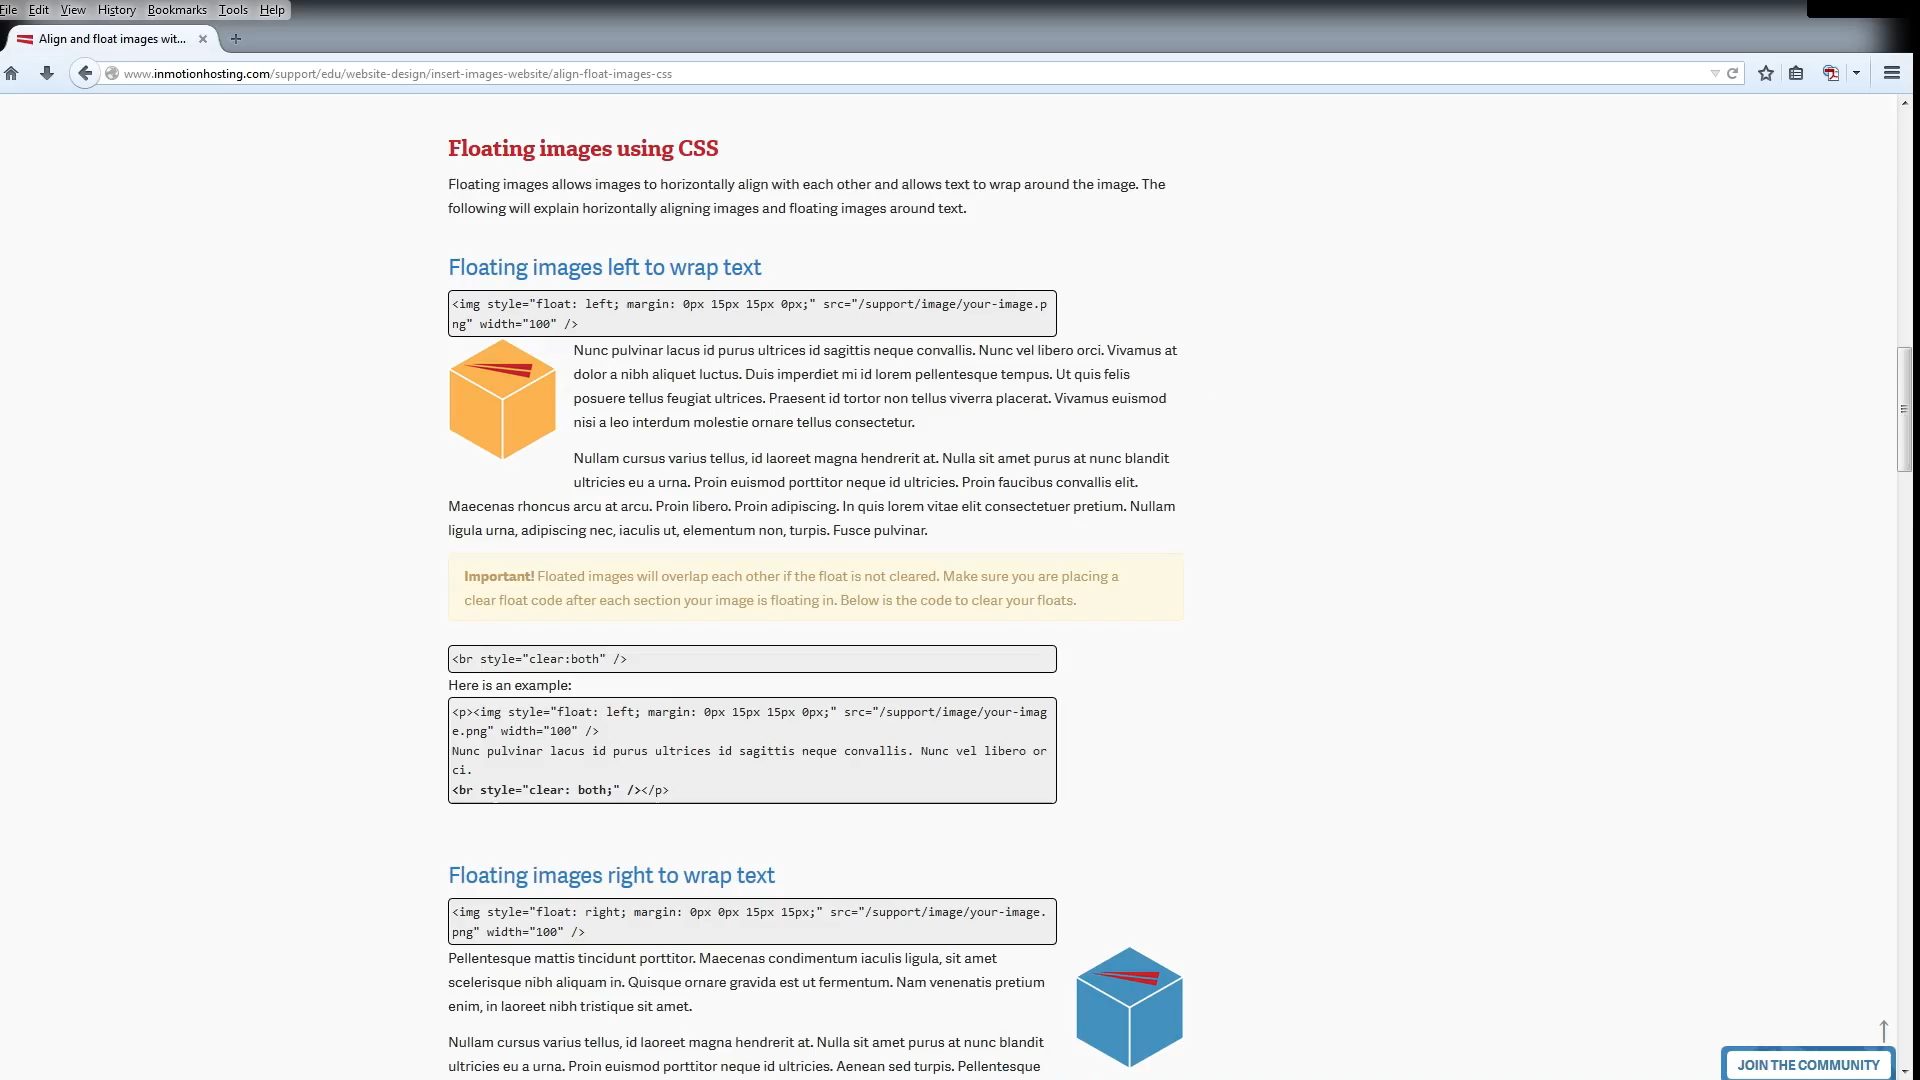 File Edit View History Bookmarks Tools Help
Align and float images wit...
www.inmotionhosting.com/support/edu/website-design/insert-images-website/align-float-images-css
Floating images using CSS
Floating images allows images to horizontally align with each other and allows text to wrap around the image. The
following will explain horizontally aligning images and floating images around text.
Floating images left to wrap text
<img style="float: left; margin: 0px 15px 15px 0px;" src="/support/image/your-image.p
ng" width="100" />
Nunc pulvinar lacus id purus ultrices id sagittis neque convallis. Nunc vel libero orci. Vivamus at
dolor a nibh aliquet luctus. Duis imperdiet mi id lorem pellentesque tempus. Ut quis felis
posuere tellus feugiat ultrices. Praesent id tortor non tellus viverra placerat. Vivamus euismod
nisi a leo interdum molestie ornare tellus consectetur.
Nullam cursus varius tellus, id laoreet magna hendrerit at. Nulla sit amet purus at nunc blandit
ultricies eu a urna. Proin euismod porttitor neque id ultricies. Proin faucibus convallis elit.
Maecenas rhoncus arcu at arcu. Proin libero. Proin adipiscing. In quis lorem vitae elit consectetuer pretium. Nullam
ligula urna, adipiscing nec, iaculis ut, elementum non, turpis. Fusce pulvinar.
Important! Floated images will overlap each other if the float is not cleared. Make sure you are placing a
clear float code after each section your image is floating in. Below is the code to clear your floats.
<br style="clear:both" />
Here is an example:
<p><img style="float: left; margin: 0px 15px 15px 0px;" src="/support/image/your-imag
e.png" width="100" />
Nunc pulvinar lacus id purus ultrices id sagittis neque convallis. Nunc vel libero or
ci.
<br style="clear: both;" /></p>
Floating images right to wrap text
<img style="float: right; margin: 0px 0px 15px 15px;" src="/support/image/your-image.
png" width="100" />
Pellentesque mattis tincidunt porttitor. Maecenas condimentum iaculis ligula, sit amet
scelerisque nibh aliquam in. Quisque ornare gravida est ut fermentum. Nam venenatis pretium
enim, in laoreet nibh tristique sit amet.
Nullam cursus varius tellus, id laoreet magna hendrerit at. Nulla sit amet purus at nunc blandit
ultricies eu a urna. Proin euismod porttitor neque id ultricies. Aenean sed turpis. Pellentesque
JOIN THE COMMUNITY